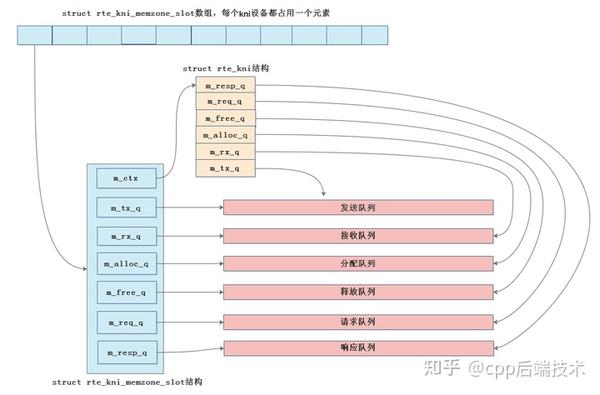 struct rte_kni_memzone_slot数组，每个kni设备都占用一个元素
struct rte_kni结构
m_resp_q
m_req_q
m_free_q
m_alloc_q
m_rx_q
m_tx_q
m_ctx
m_tx_q
发送队列
m_rx_q
接收队列
m_alloc_q
分配队列
m_free_q
释放队列
m_req_q
请求队列
m_resp_q
响应队列
struct rte_kni_memzone_slot结构
知乎 @cpp后端技术